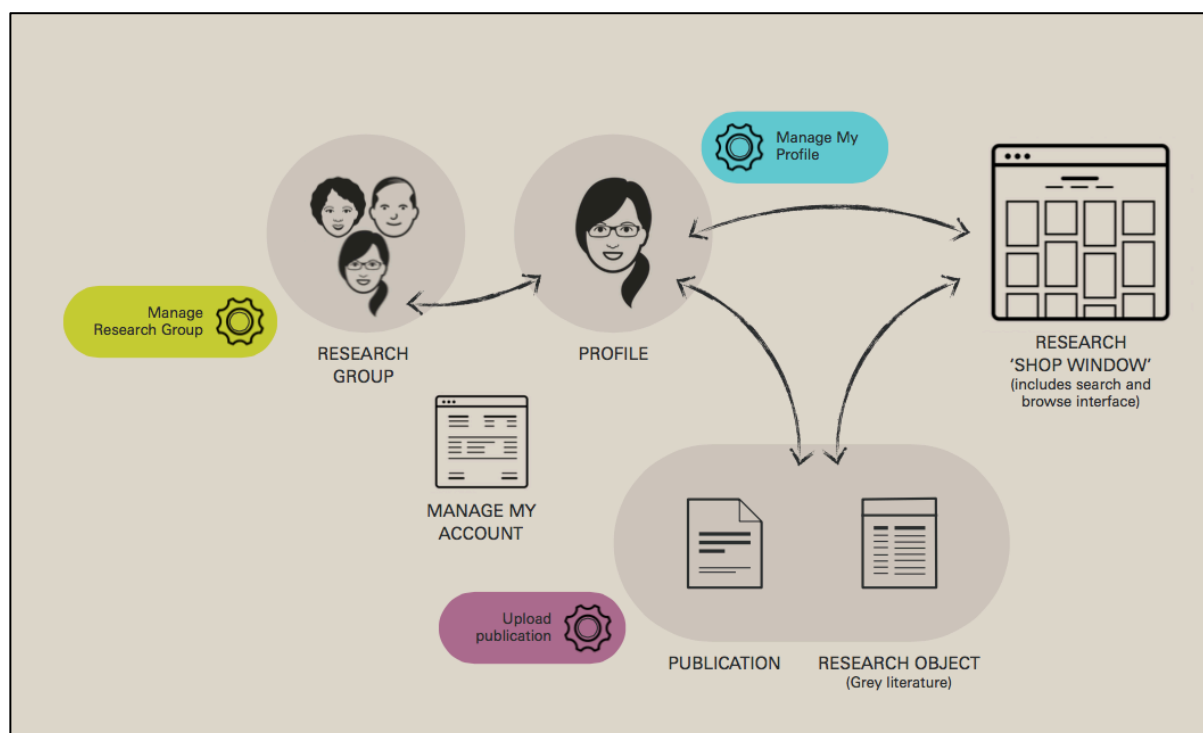 Manage My
Profile
Manage
Research Group
RESEARCH
GROUP
PROFILE
RESEARCH
‘SHOP WINDOW’
(includes search and
browse interface)
MANAGE MY
ACCOUNT
Upload
publication
PUBLICATION
RESEARCH OBJECT
(Grey literature)